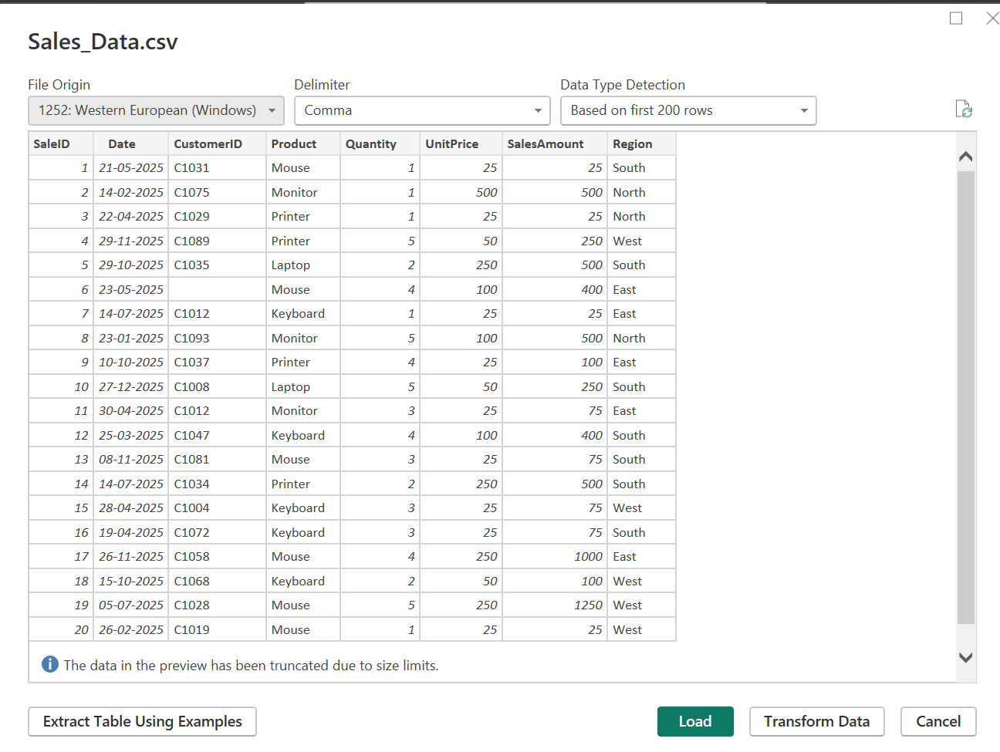 Sales_Data.csv
File Origin Delimiter Data Type Detection
1252: Western European (Windows) Comma Based on first 200 rows
SaleID Date CustomerID Product Quantity UnitPrice SalesAmount Region
1 21-05-2025 C1031 Mouse 1 25 25 South
2 14-02-2025 C1075 Monitor 1 500 500 North
3 22-04-2025 C1029 Printer 1 25 25 North
4 29-11-2025 C1089 Printer 5 50 250 West
5 29-10-2025 C1035 Laptop 2 250 500 South
6 23-05-2025 Mouse 4 100 400 East
7 14-07-2025 C1012 Keyboard 1 25 25 East
8 23-01-2025 C1093 Monitor 5 100 500 North
9 10-10-2025 C1037 Printer 4 25 100 East
10 27-12-2025 C1008 Laptop 5 50 250 South
11 30-04-2025 C1012 Monitor 3 25 75 East
12 25-03-2025 C1047 Keyboard 4 100 400 South
13 08-11-2025 C1081 Mouse 3 25 75 South
14 14-07-2025 C1034 Printer 2 250 500 South
15 28-04-2025 C1004 Keyboard 3 25 75 West
16 19-04-2025 C1072 Keyboard 3 25 75 South
17 26-11-2025 C1058 Mouse 4 250 1000 East
18 15-10-2025 C1068 Keyboard 2 50 100 West
19 05-07-2025 C1028 Mouse 5 250 1250 West
20 26-02-2025 C1019 Mouse 1 25 25 West
The data in the preview has been truncated due to size limits.
Extract Table Using Examples Load Transform Data Cancel